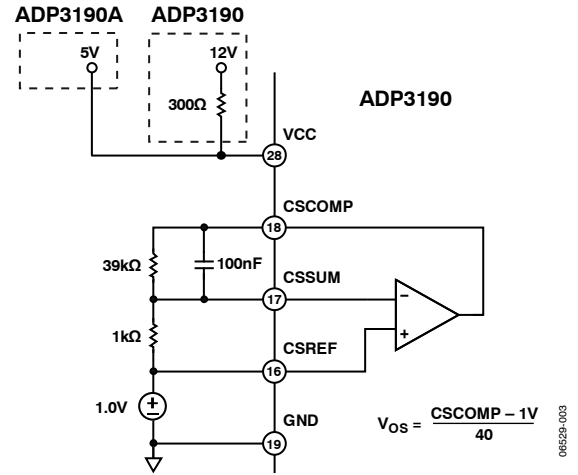 ADP3190A
ADP3190
5V
12V
300Ω
ADP3190
VCC
28
CSCOMP
18
39kΩ
100nF
CSSUM
17
1kΩ
CSREF
16
1.0V
GND
19
–
+
+
–
VOS = CSCOMP – 1V
40
06529-003